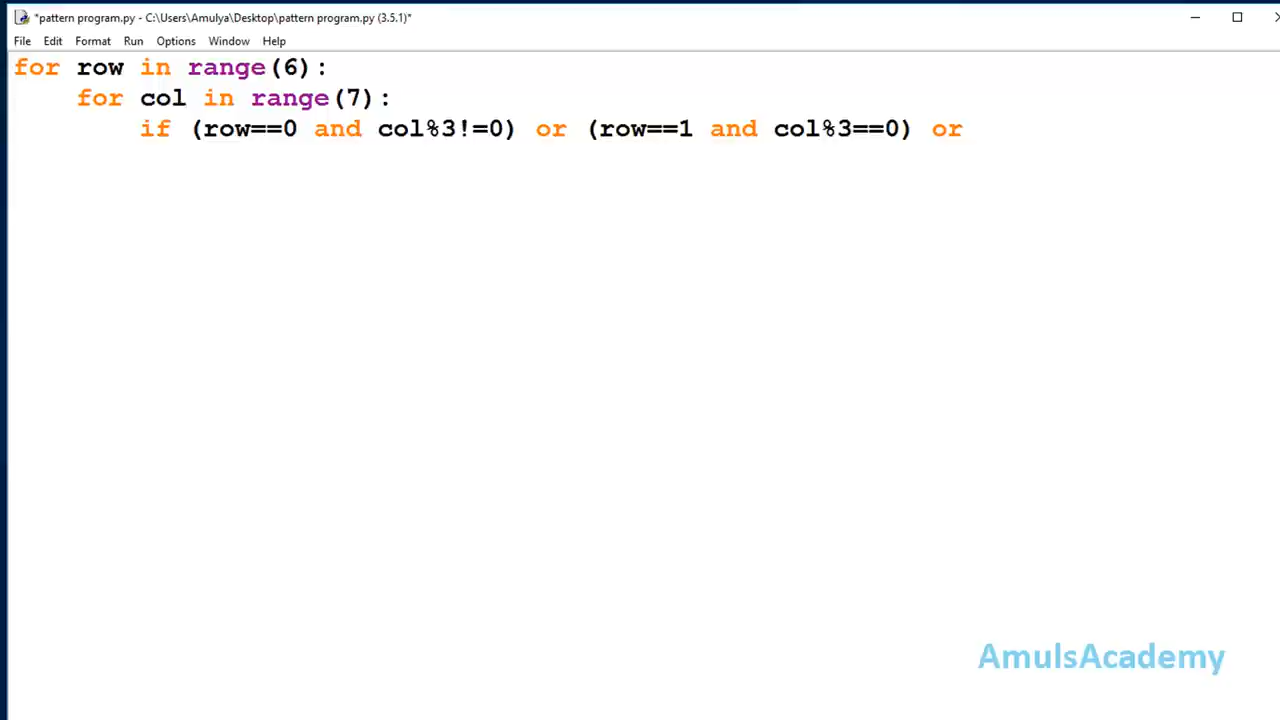 *pattern program.py - C:\Users\Amulya\Desktop\pattern program.py (3.5.1)*
File Edit Format Run Options Window Help
for row in range(6):
    for col in range(7):
        if (row==0 and col%3!=0) or (row==1 and col%3==0) or
AmulsAcademy